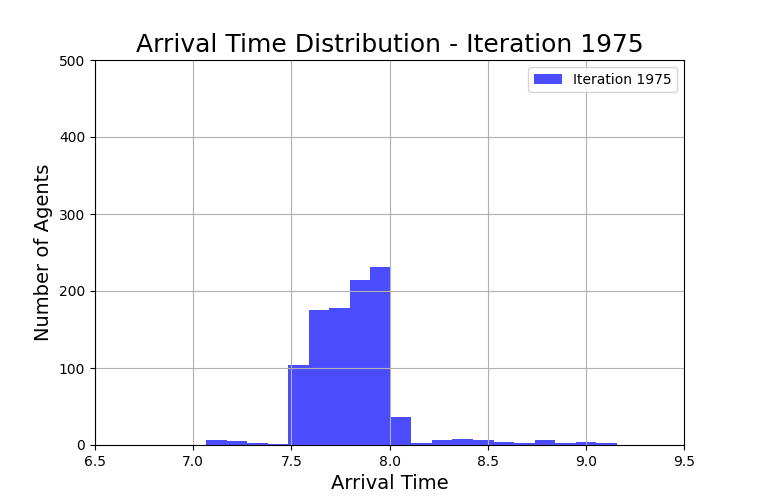 Arrival Time Distribution - Iteration 1975
500
Iteration 1975
400
300
200
100
0
Number of Agents
6.5 7.0 7.5 8.0 8.5 9.0 9.5
Arrival Time